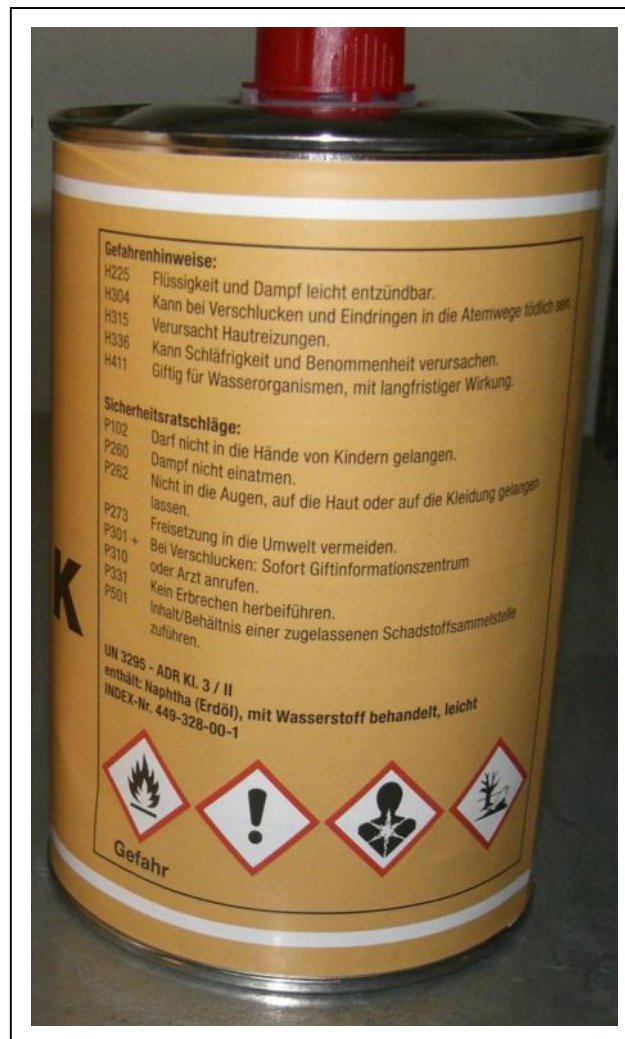 Gefahrenhinweise:
H225 Flüssigkeit und Dampf leicht entzündbar.
H304 Kann bei Verschlucken und Eindringen in die Atemwege tödlich sein.
H315 Verursacht Hautreizungen.
H336 Kann Schläfrigkeit und Benommenheit verursachen.
H411 Giftig für Wasserorganismen, mit langfristiger Wirkung.
Sicherheitsratschläge:
P102 Darf nicht in die Hände von Kindern gelangen.
P260 Dampf nicht einatmen.
P262 Nicht in die Augen, auf die Haut oder auf die Kleidung gelangen
lassen.
P273 Freisetzung in die Umwelt vermeiden.
P301 + Bei Verschlucken: Sofort Giftinformationszentrum
P310 oder Arzt anrufen.
P331 Kein Erbrechen herbeiführen.
P501 Inhalt/Behältnis einer zugelassenen Schadstoffsammelstelle
zuführen.
K
UN 3295 - ADR Kl. 3 / II
enthält: Naphtha (Erdöl), mit Wasserstoff behandelt, leicht
INDEX-Nr. 449-328-00-1
Gefahr